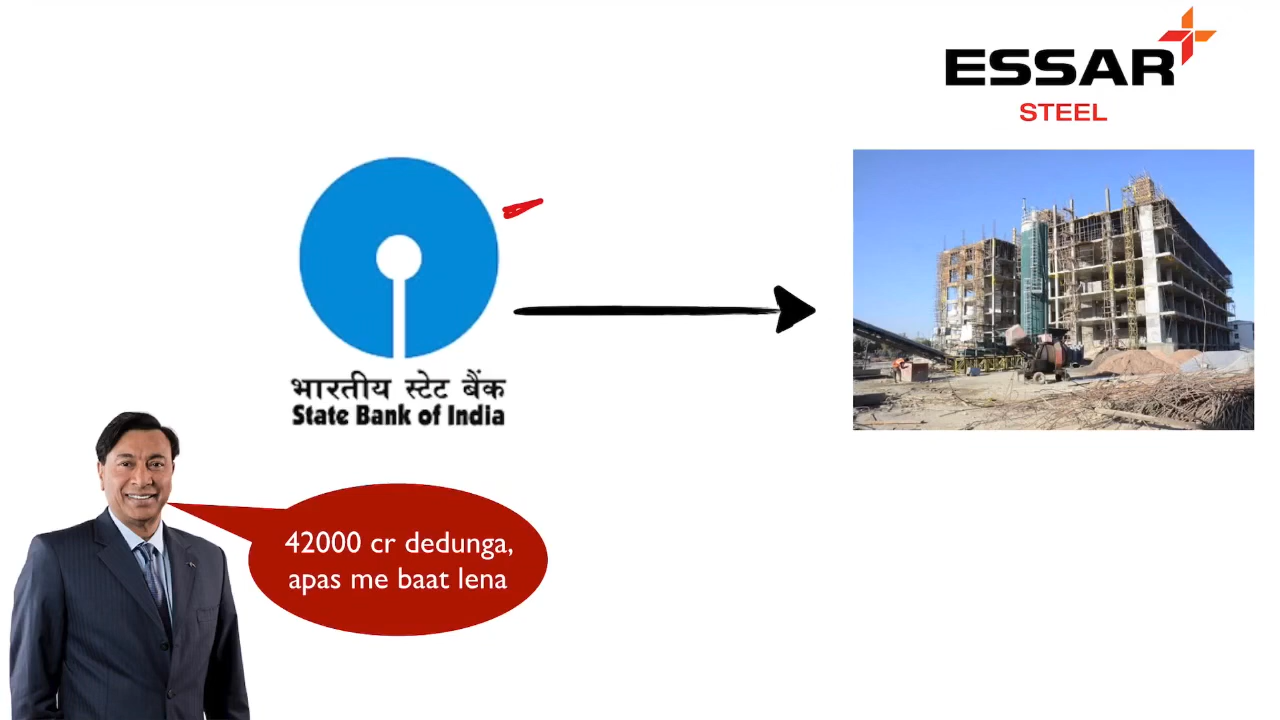 ESSAR
STEEL
भारतीय स्टेट बैंक
State Bank of India
42000 cr dedunga,
apas me baat lena